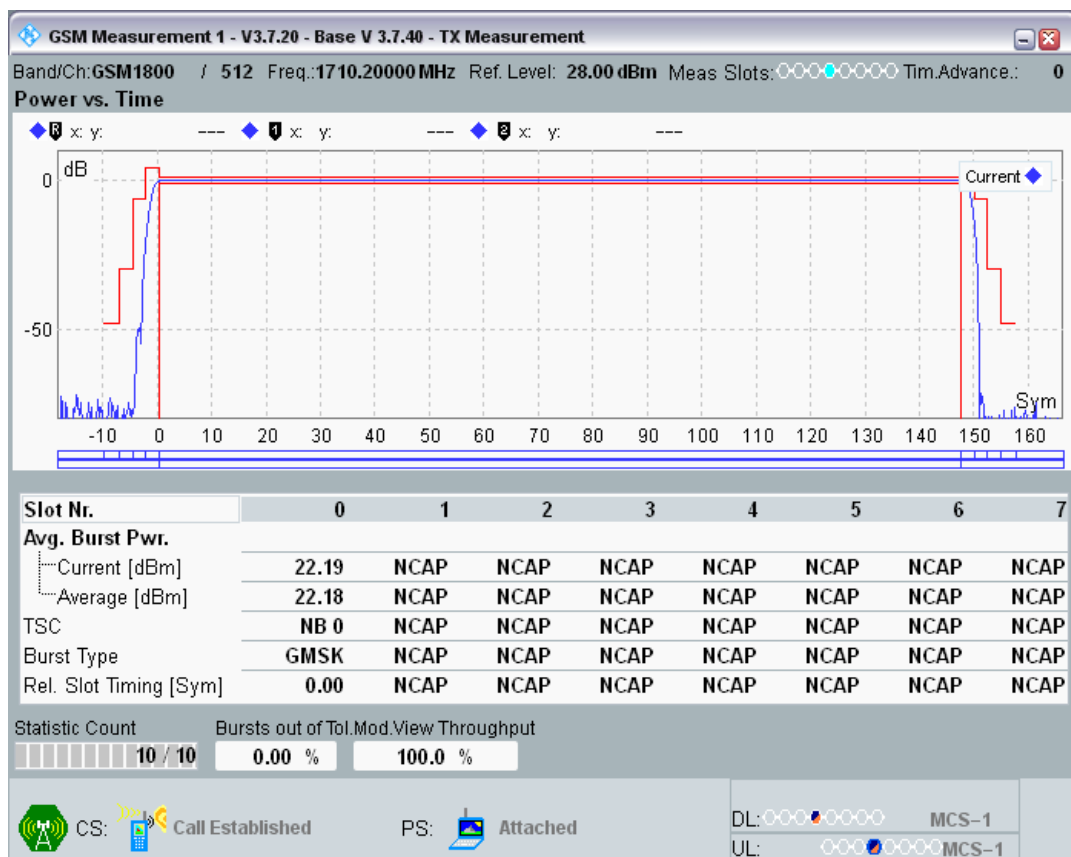 GSM Measurement 1 - V3.7.20 - Base V 3.7.40 - TX Measurement
Band/Ch:GSM1800 / 512 Freq.:1710.20000 MHz Ref. Level: 28.00 dBm Meas Slots: Tim.Advance.: 0
Power vs. Time
R x: y: --- 1 x: y: --- 2 x: y: ---
dB
Current
0
-50
Sym
-10 0 10 20 30 40 50 60 70 80 90 100 110 120 130 140 150 160
Slot Nr. 0 1 2 3 4 5 6 7
Avg. Burst Pwr.
Current [dBm] 22.19 NCAP NCAP NCAP NCAP NCAP NCAP NCAP
Average [dBm] 22.18 NCAP NCAP NCAP NCAP NCAP NCAP NCAP
TSC NB 0 NCAP NCAP NCAP NCAP NCAP NCAP NCAP
Burst Type GMSK NCAP NCAP NCAP NCAP NCAP NCAP NCAP
Rel. Slot Timing [Sym] 0.00 NCAP NCAP NCAP NCAP NCAP NCAP NCAP
Statistic Count Bursts out of Tol. Mod.View Throughput
10 / 10 0.00 % 100.0 %
CS: Call Established PS: Attached DL: MCS-1
UL: MCS-1